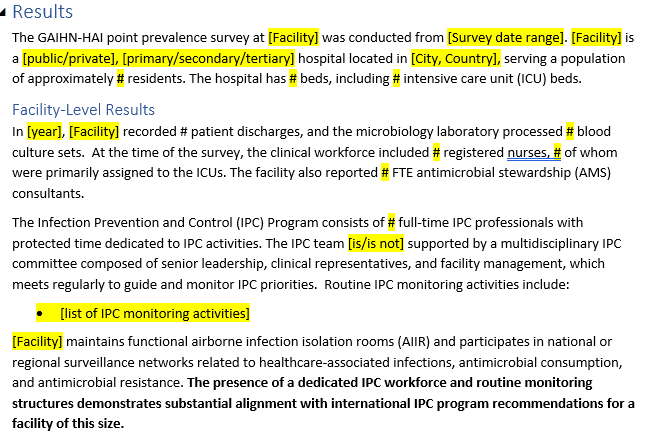 Results
The GAIHN-HAI point prevalence survey at [Facility] was conducted from [Survey date range]. [Facility] is
a [public/private], [primary/secondary/tertiary] hospital located in [City, Country], serving a population
of approximately # residents. The hospital has # beds, including # intensive care unit (ICU) beds.
Facility-Level Results
In [year], [Facility] recorded # patient discharges, and the microbiology laboratory processed # blood
culture sets.  At the time of the survey, the clinical workforce included # registered nurses, # of whom
were primarily assigned to the ICUs. The facility also reported # FTE antimicrobial stewardship (AMS)
consultants.
The Infection Prevention and Control (IPC) Program consists of # full-time IPC professionals with
protected time dedicated to IPC activities. The IPC team [is/is not] supported by a multidisciplinary IPC
committee composed of senior leadership, clinical representatives, and facility management, which
meets regularly to guide and monitor IPC priorities.  Routine IPC monitoring activities include:
• [list of IPC monitoring activities]
[Facility] maintains functional airborne infection isolation rooms (AIIR) and participates in national or
regional surveillance networks related to healthcare-associated infections, antimicrobial consumption,
and antimicrobial resistance. The presence of a dedicated IPC workforce and routine monitoring
structures demonstrates substantial alignment with international IPC program recommendations for a
facility of this size.